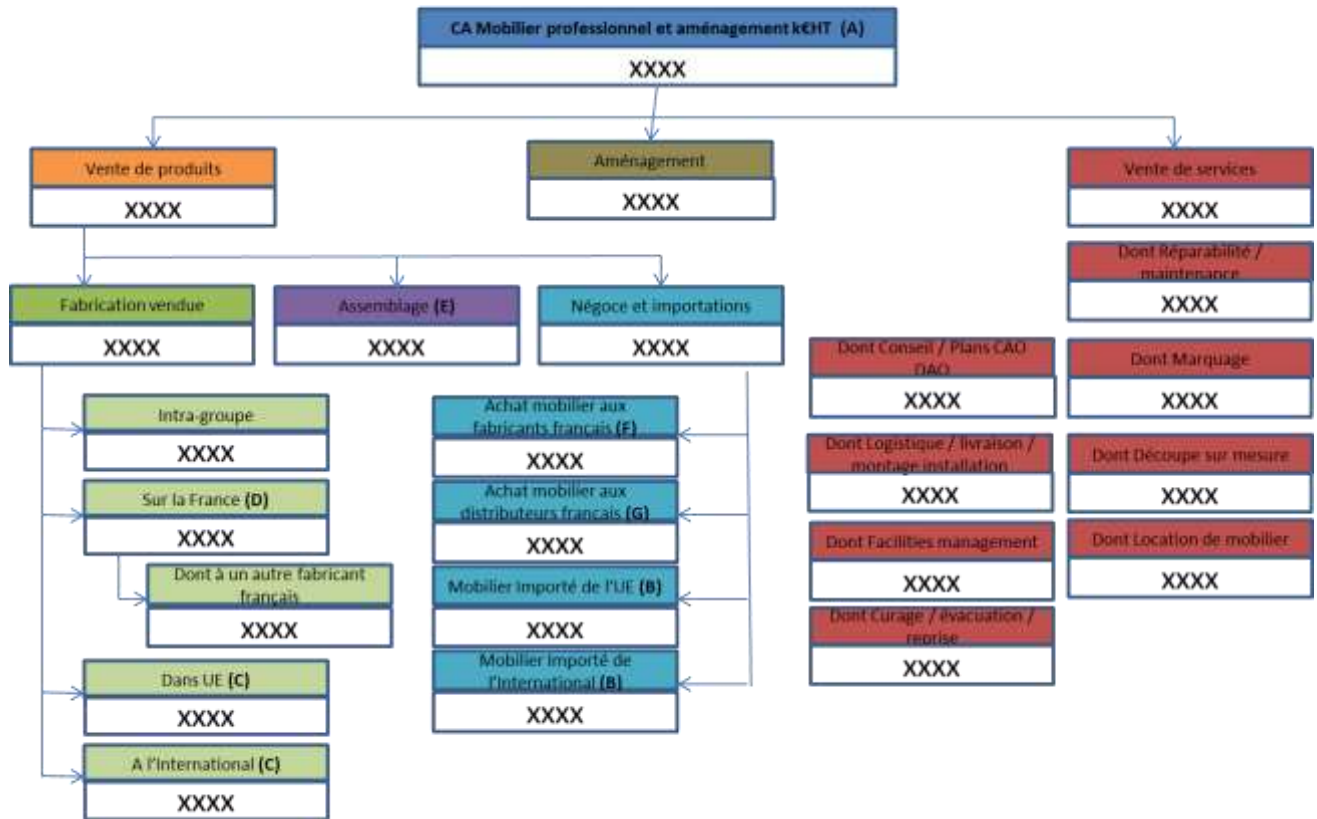 CA Mobilier professionnel et aménagement k€HT (A)
XXXX
Vente de produits
XXXX
Aménagement
XXXX
Vente de services
XXXX
Dont Réparabilité /
maintenance
XXXX
Fabrication vendue
XXXX
Assemblage (E)
XXXX
Négoce et importations
XXXX
Dont Conseil / Plans CAO
DAO
XXXX
Dont Marquage
XXXX
Intra-groupe
XXXX
Achat mobilier aux
fabricants français (F)
XXXX
Dont Logistique / livraison /
montage installation
XXXX
Dont Découpe sur mesure
XXXX
Sur la France (D)
XXXX
Achat mobilier aux
distributeurs français (G)
XXXX
Dont Facilities management
XXXX
Dont Location de mobilier
XXXX
Dont à un autre fabricant
français
XXXX
Mobilier Importé de l'UE (B)
XXXX
Dont Curage / évacuation /
reprise
XXXX
Dans UE (C)
XXXX
Mobilier Importé de
l'International (B)
XXXX
A l'International (C)
XXXX